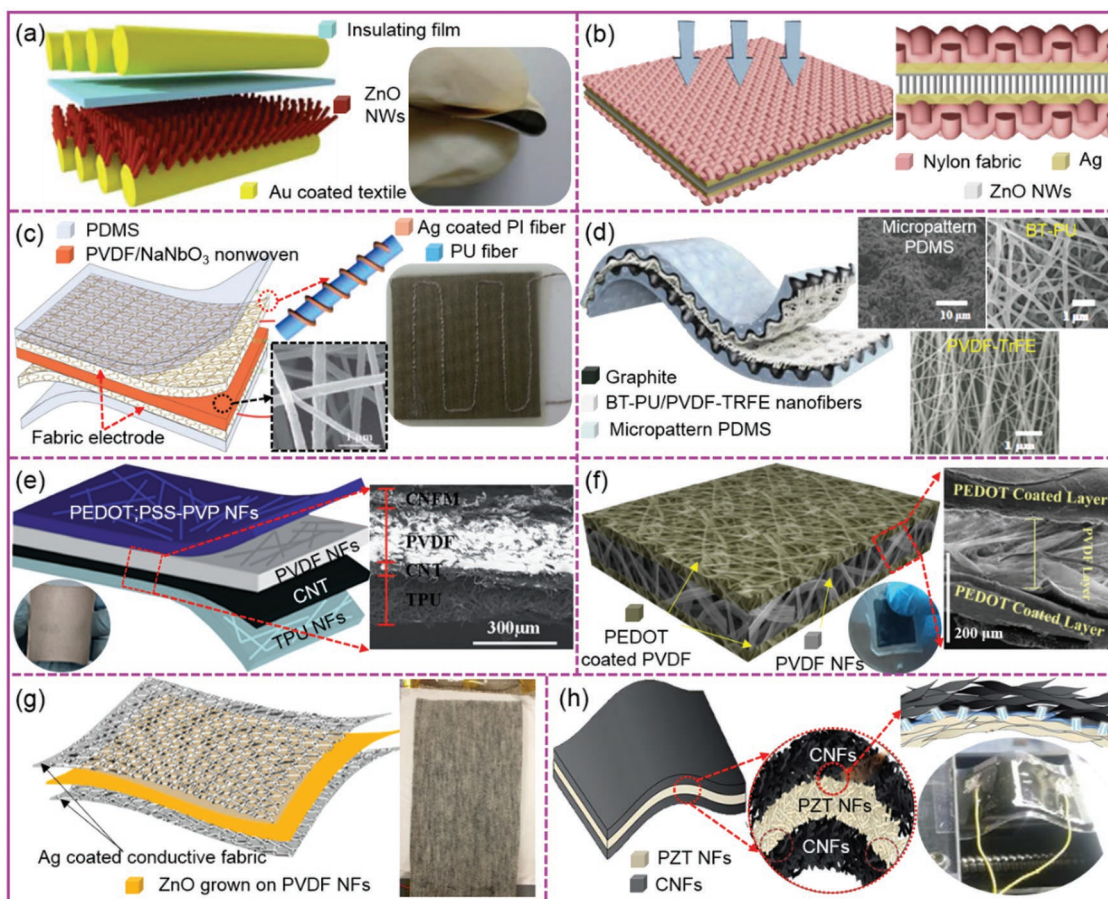 (a)
Insulating film
ZnO
NWs
Au coated textile
(b)
Nylon fabric
Ag
ZnO NWs
(c)
PDMS
PVDF/NaNbO₃ nonwoven
Ag coated PI fiber
PU fiber
1 μm
Fabric electrode
(d)
Micropattern
PDMS
10 μm
BT-PU
1 μm
PVDF-TrFE
1 μm
Graphite
BT-PU/PVDF-TRFE nanofibers
Micropattern PDMS
(e)
PEDOT;PSS-PVP NFs
PVDF NFs
CNT
TPU NFs
CNFM
PVDF
CNT
TPU
300μm
(f)
PEDOT
coated PVDF
PVDF NFs
PEDOT Coated Layer
PVDF Layer
PEDOT Coated Layer
200 μm
(g)
Ag coated conductive fabric
ZnO grown on PVDF NFs
(h)
CNFs
PZT NFs
CNFs
PZT NFs
CNFs